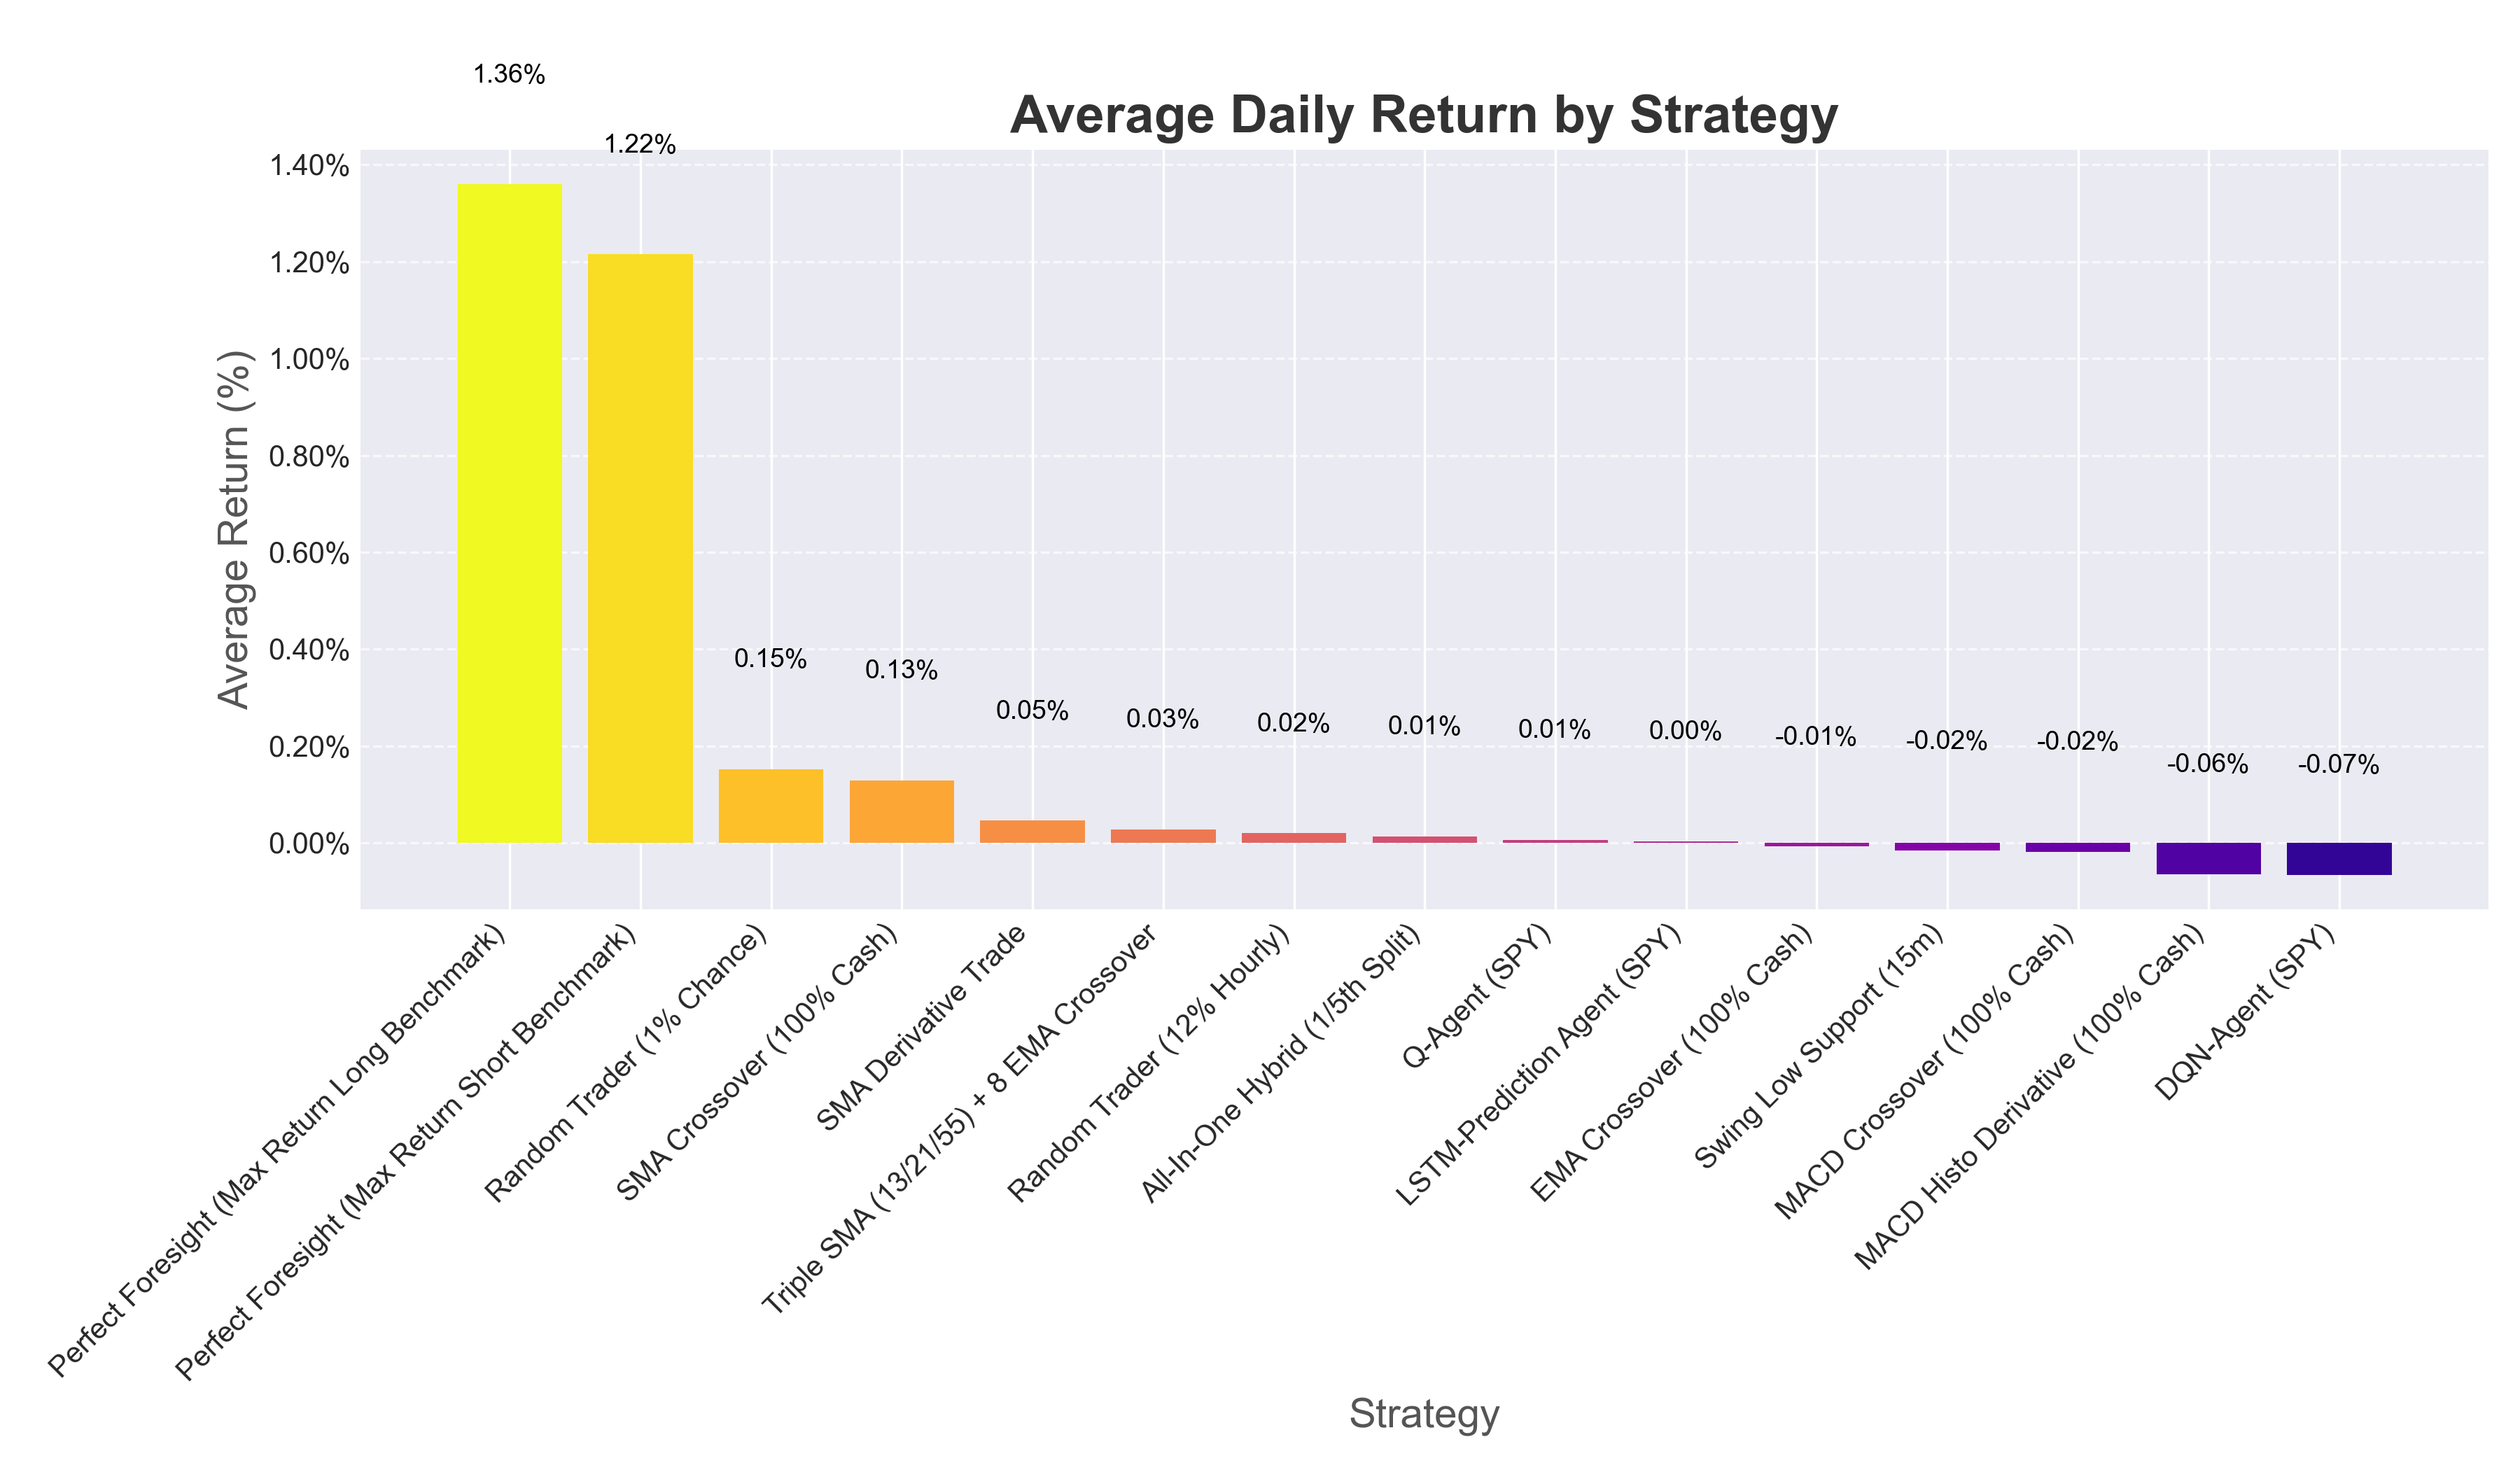 1.36%
Average Daily Return by Strategy
1.22%
1.40%
1.20%
1.00%
0.80%
0.60%
0.40%
0.20%
0.00%
Average Return (%)
0.15%
0.13%
0.05%
0.03%
0.02%
0.01%
0.01%
0.00%
-0.01%
-0.02%
-0.02%
-0.06%
-0.07%
Perfect Foresight (Max Return Long Benchmark)
Perfect Foresight (Max Return Short Benchmark)
Random Trader (1% Chance)
SMA Crossover (100% Cash)
SMA Derivative Trade
Triple SMA (13/21/55) + 8 EMA Crossover
Random Trader (12% Hourly)
All-In-One Hybrid (1/5th Split)
Q-Agent (SPY)
LSTM-Prediction Agent (SPY)
EMA Crossover (100% Cash)
Swing Low Support (15m)
MACD Crossover (100% Cash)
MACD Histo Derivative (100% Cash)
DQN-Agent (SPY)
Strategy